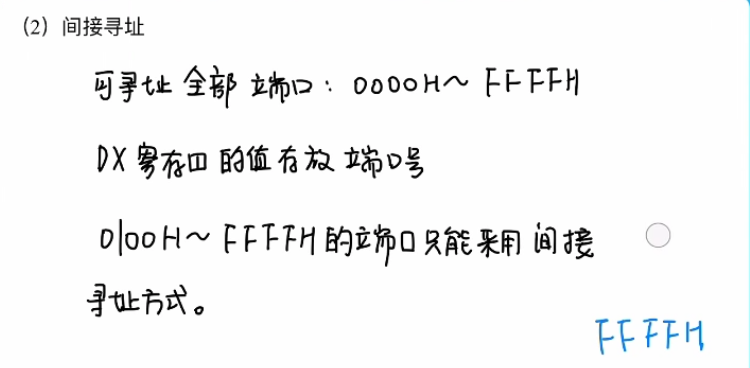 (2) 间接寻址
可寻址全部端口：0000H～FFFFH
DX寄存口的值存放端口号
0100H～FFFFH的端口只能采用间接
寻址方式。
FFFFH